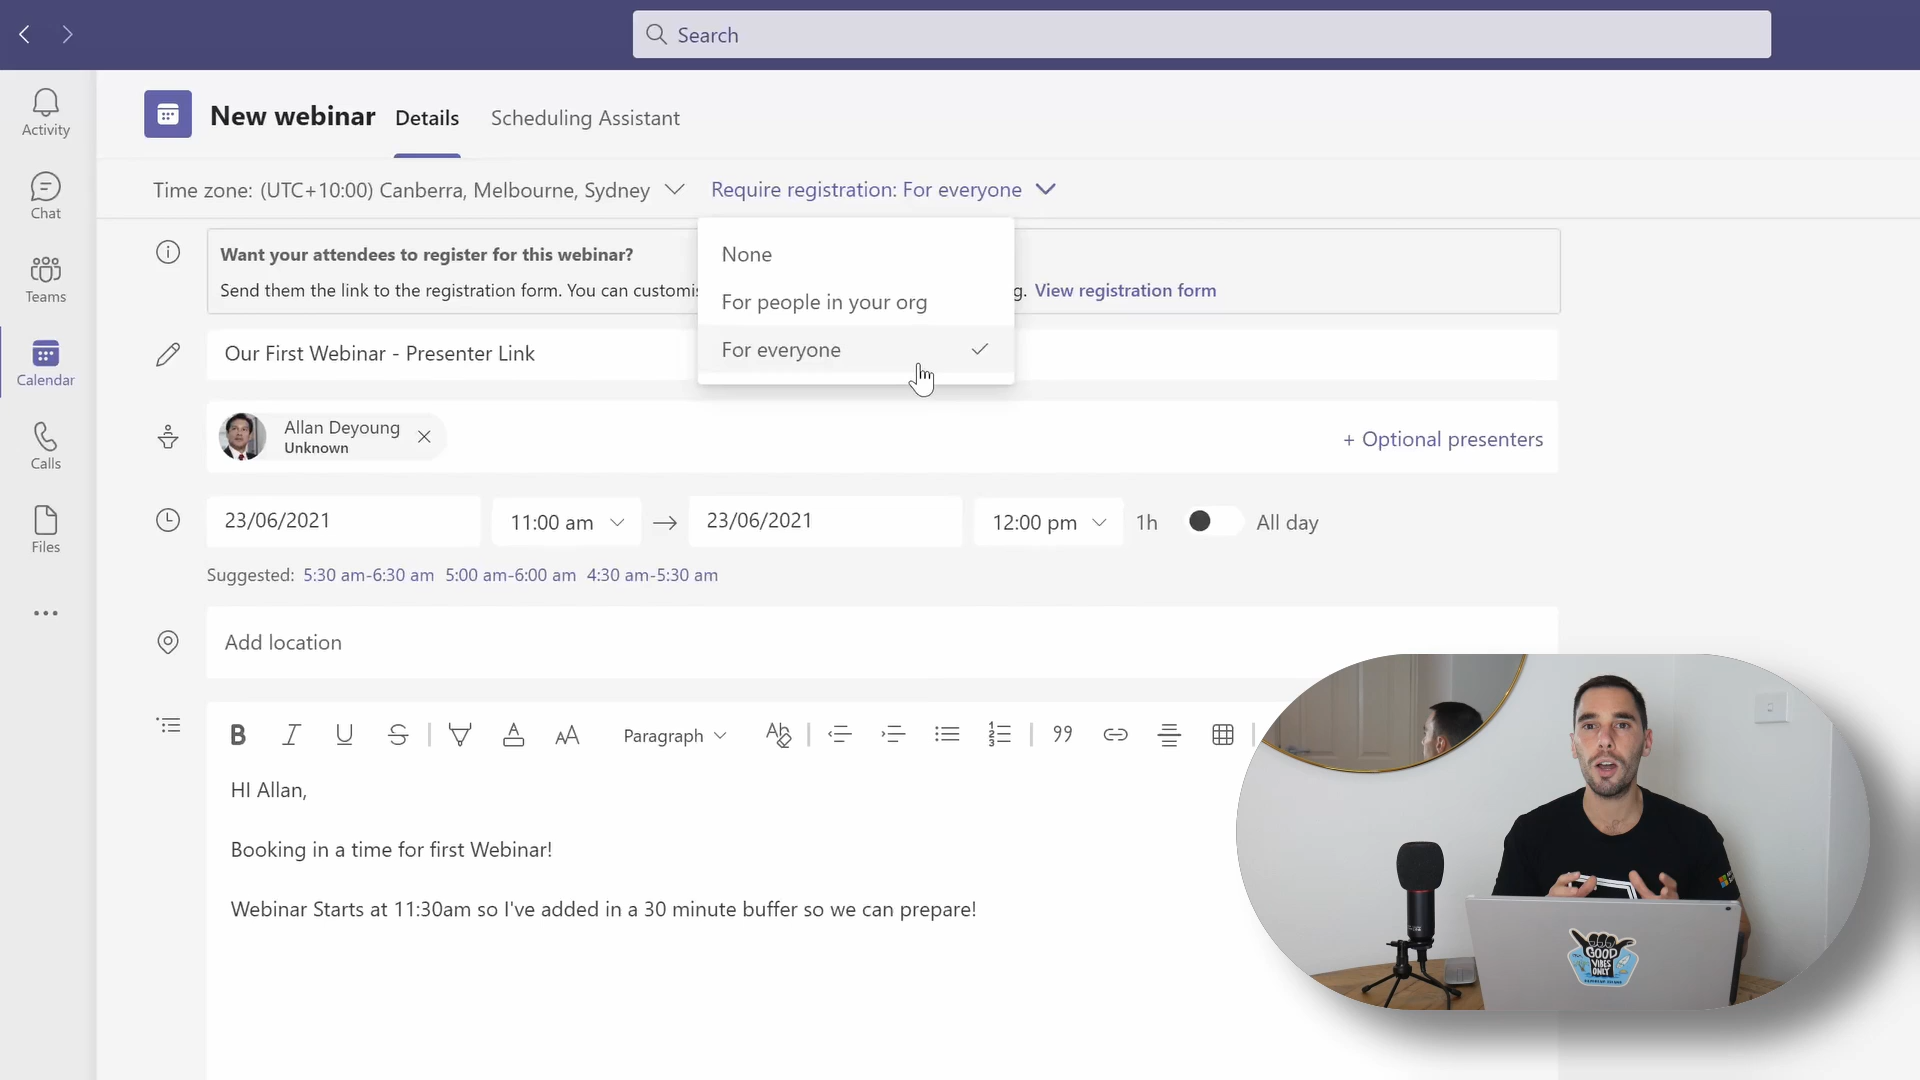 Search
Activity
Chat
Teams
Calendar
Calls
Files
New webinar
Details
Scheduling Assistant
Time zone: (UTC+10:00) Canberra, Melbourne, Sydney
Require registration: For everyone
None
For people in your org
For everyone
Want your attendees to register for this webinar?
Send them the link to the registration form. You can customis g. View registration form
Our First Webinar - Presenter Link
Allan Deyoung
Unknown
+ Optional presenters
23/06/2021 11:00 am → 23/06/2021 12:00 pm 1h All day
Suggested: 5:30 am-6:30 am 5:00 am-6:00 am 4:30 am-5:30 am
Add location
Paragraph
HI Allan,
Booking in a time for first Webinar!
Webinar Starts at 11:30am so I've added in a 30 minute buffer so we can prepare!
GOOD
VIBES
ONLY